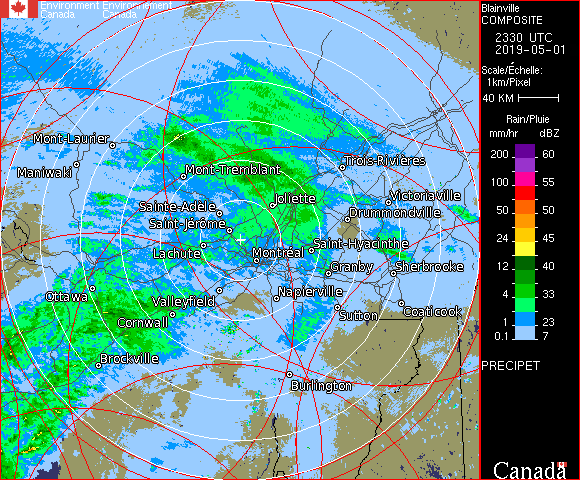 Environment Environnement
Canada Canada
Blainville
COMPOSITE
2330 UTC
2019-05-01
Scale/Échelle:
1km/Pixel
40 KM
Rain/Pluie
mm/hr dBZ
200 60
100 55
50 50
24 45
12 40
4 33
1 23
0.1 7
PRECIPET
Canada
Mont-Laurier
Maniwaki
Mont-Tremblant
Trois-Rivières
Sainte-Adele
Joliette
Victoriaville
Drummondville
Saint-Jérôme
Lachute
Montréal
Saint-Hyacinthe
Granby
Sherbrooke
Ottawa
Valleyfield
Napierville
Cornwall
Sutton
Coaticook
Brockville
Burlington